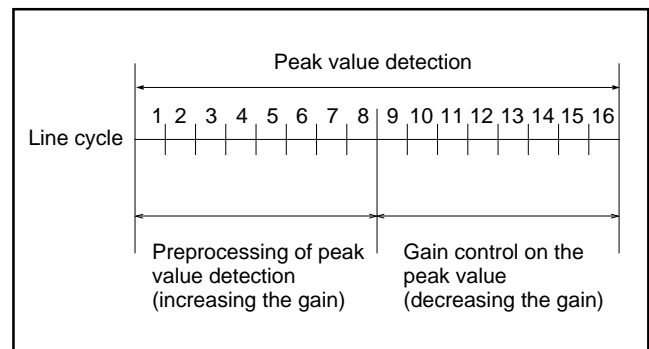 Peak value detection
1 2 3 4 5 6 7 8 9 10 11 12 13 14 15 16
Line cycle
Preprocessing of peak
value detection
(increasing the gain)
Gain control on the
peak value
(decreasing the gain)